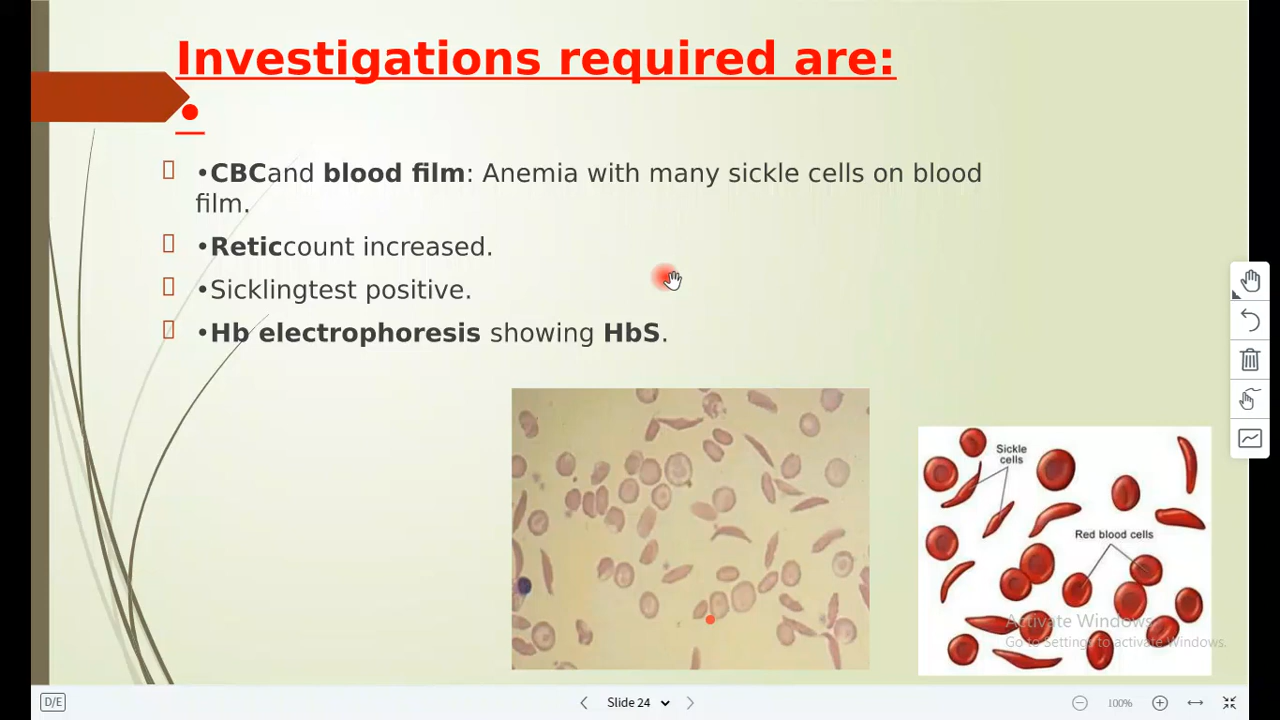 Investigations required are:
•
•CBCand blood film: Anemia with many sickle cells on blood
film.
•Reticcount increased.
•Sicklingtest positive.
•Hb electrophoresis showing HbS.
Sickle
cells
Red blood cells
Activate Windows
Go to Settings to activate Windows.
D/E
Slide 24
100%